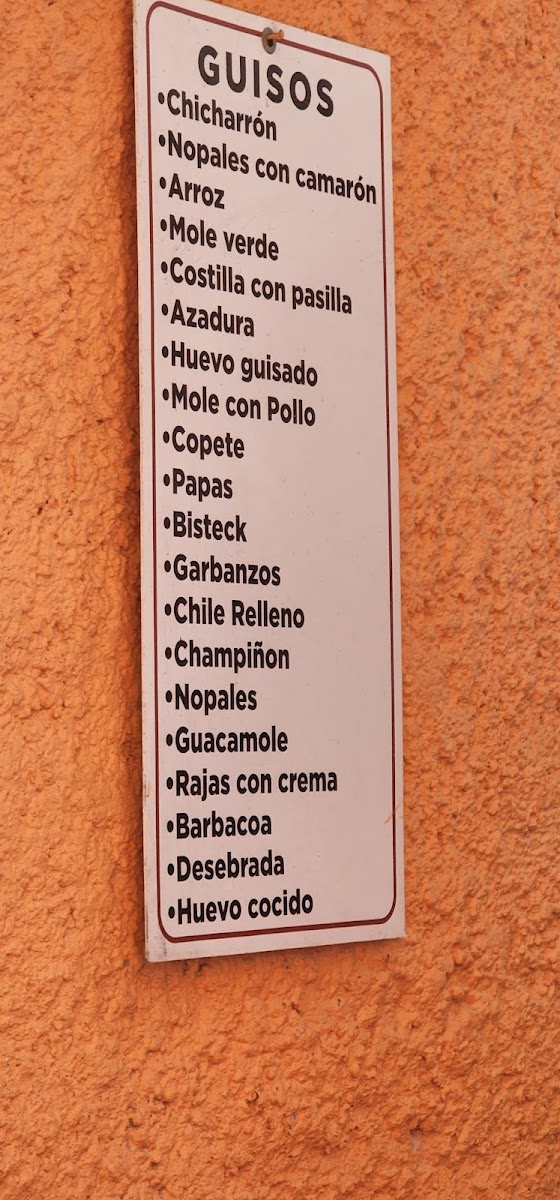 GUISOS
•Chicharrón
•Nopales con camarón
•Arroz
•Mole verde
•Costilla con pasilla
•Azadura
•Huevo guisado
•Mole con Pollo
•Copete
•Papas
•Bisteck
•Garbanzos
•Chile Relleno
•Champiñon
•Nopales
•Guacamole
•Rajas con crema
•Barbacoa
•Desebrada
•Huevo cocido